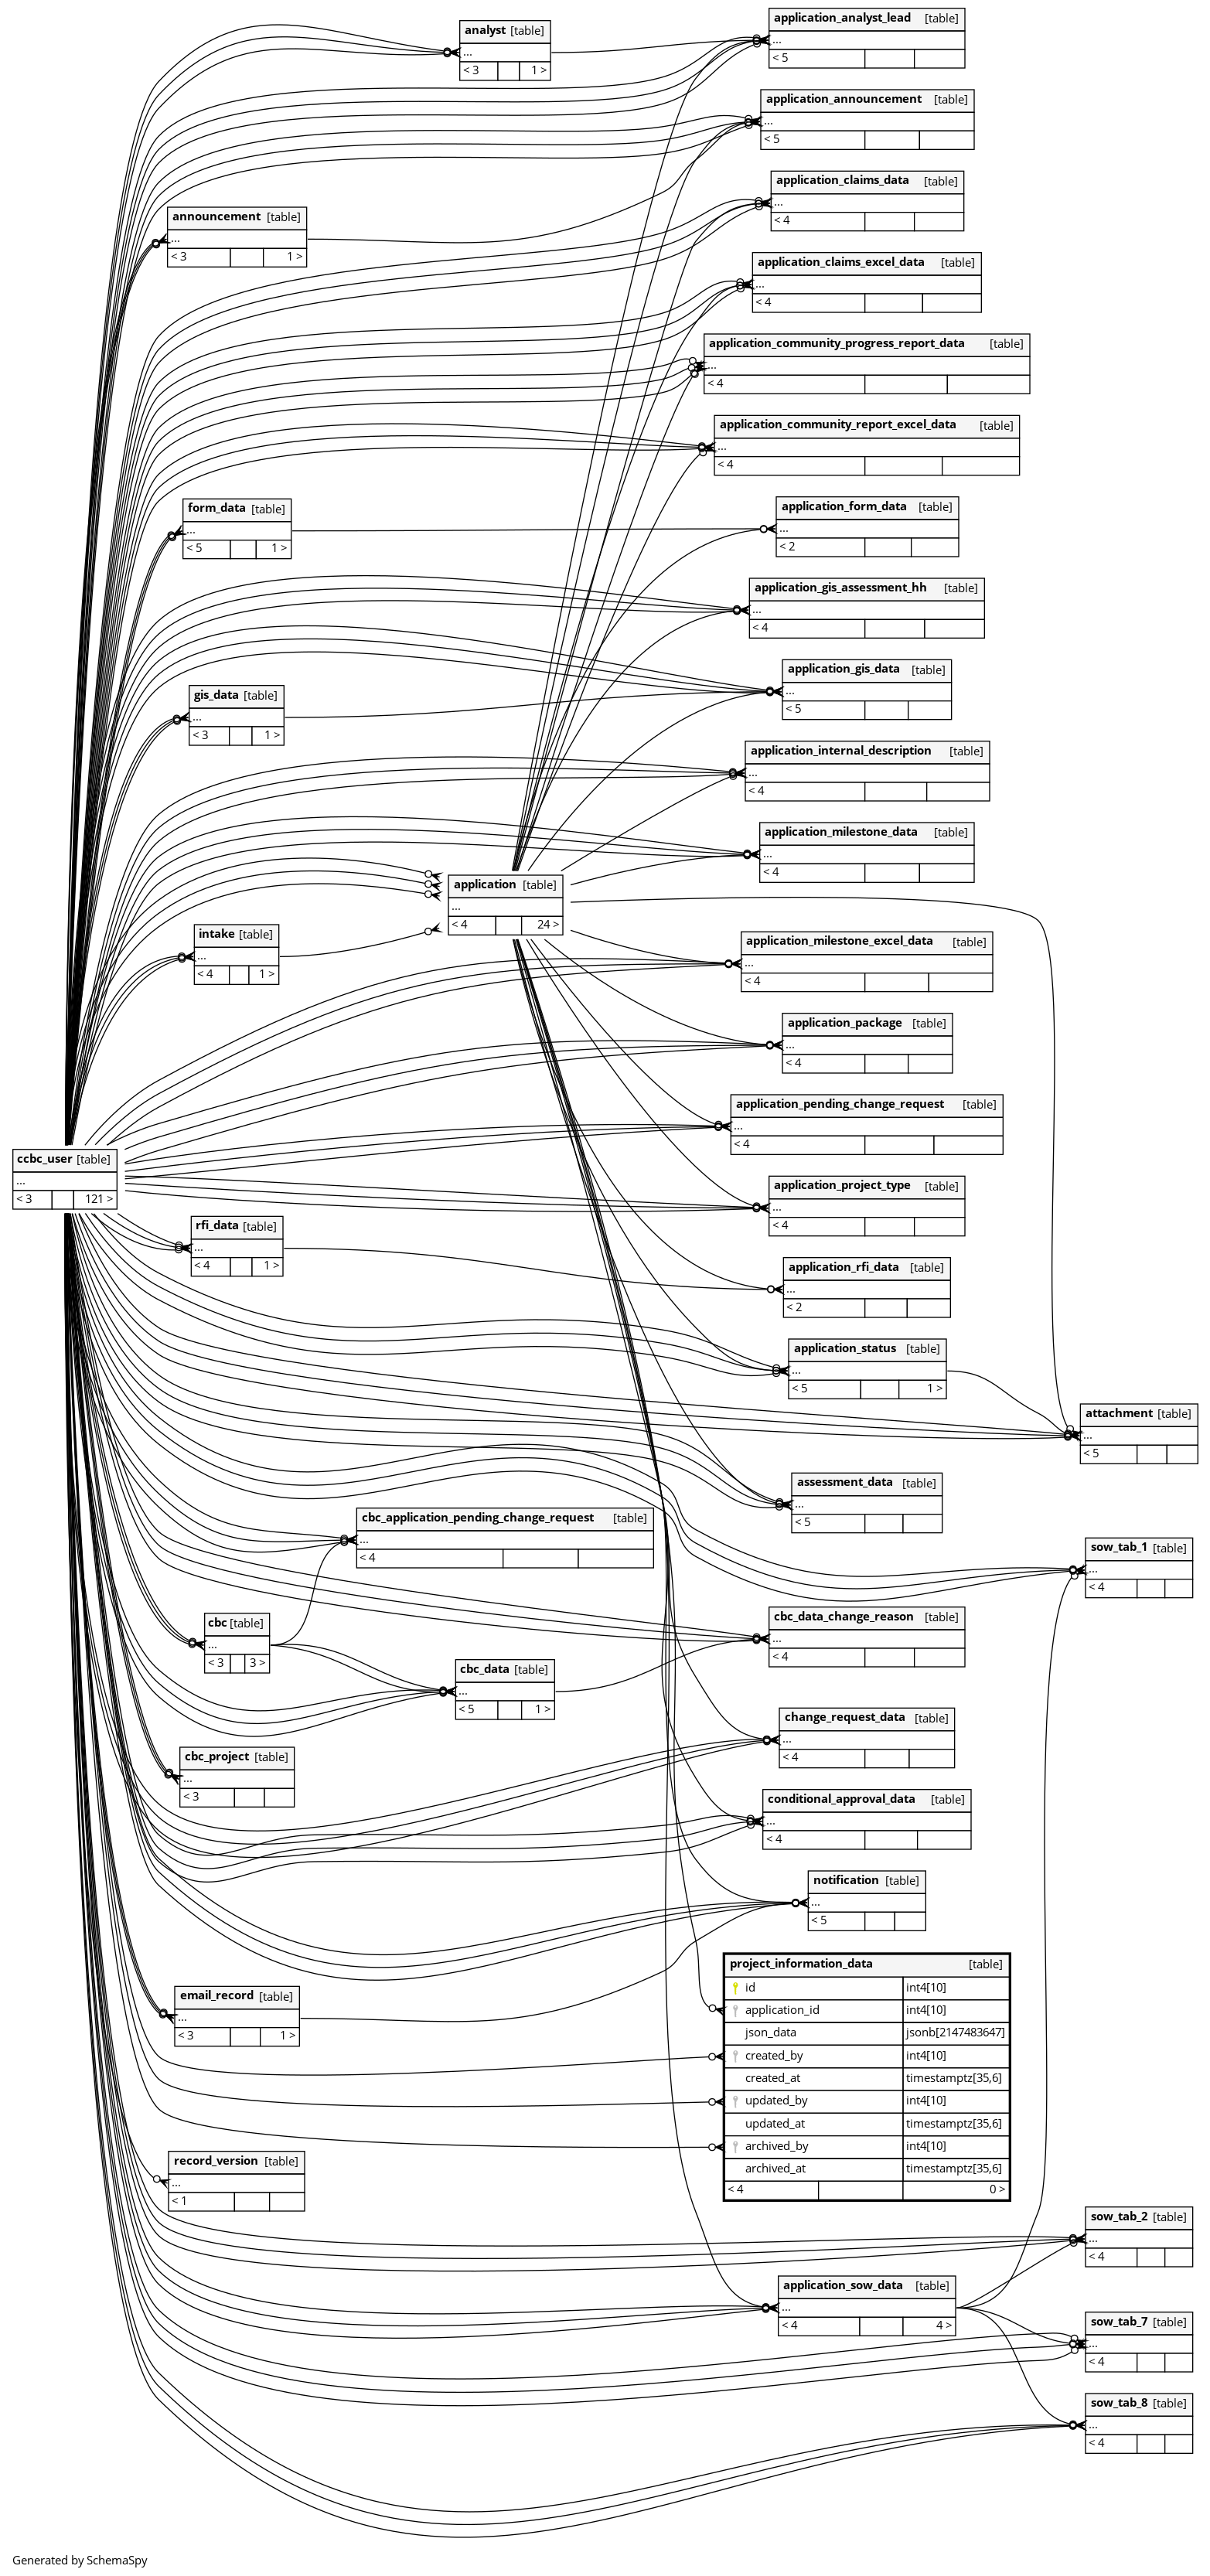 analyst [table]
...
< 3 1 >
application_analyst_lead [table]
...
< 5
application_announcement [table]
...
< 5
application_claims_data [table]
...
< 4
announcement [table]
...
< 3 1 >
application_claims_excel_data [table]
...
< 4
application_community_progress_report_data [table]
...
< 4
application_community_report_excel_data [table]
...
< 4
form_data [table]
...
< 5 1 >
application_form_data [table]
...
< 2
application_gis_assessment_hh [table]
...
< 4
application_gis_data [table]
...
< 5
gis_data [table]
...
< 3 1 >
application_internal_description [table]
...
< 4
application_milestone_data [table]
...
< 4
application [table]
...
< 4 24 >
intake [table]
...
< 4 1 >
application_milestone_excel_data [table]
...
< 4
application_package [table]
...
< 4
application_pending_change_request [table]
...
< 4
ccbc_user [table]
...
< 3 121 >
application_project_type [table]
...
< 4
rfi_data [table]
...
< 4 1 >
application_rfi_data [table]
...
< 2
application_status [table]
...
< 5 1 >
attachment [table]
...
< 5
assessment_data [table]
...
< 5
cbc_application_pending_change_request [table]
...
< 4
sow_tab_1 [table]
...
< 4
cbc [table]
...
< 3 3 >
cbc_data_change_reason [table]
...
< 4
cbc_data [table]
...
< 5 1 >
change_request_data [table]
...
< 4
cbc_project [table]
...
< 3
conditional_approval_data [table]
...
< 4
notification [table]
...
< 5
project_information_data [table]
id int4[10]
application_id int4[10]
json_data jsonb[2147483647]
created_by int4[10]
created_at timestamptz[35,6]
updated_by int4[10]
updated_at timestamptz[35,6]
archived_by int4[10]
archived_at timestamptz[35,6]
< 4 0 >
email_record [table]
...
< 3 1 >
record_version [table]
...
< 1
sow_tab_2 [table]
...
< 4
application_sow_data [table]
...
< 4 4 >
sow_tab_7 [table]
...
< 4
sow_tab_8 [table]
...
< 4
Generated by SchemaSpy